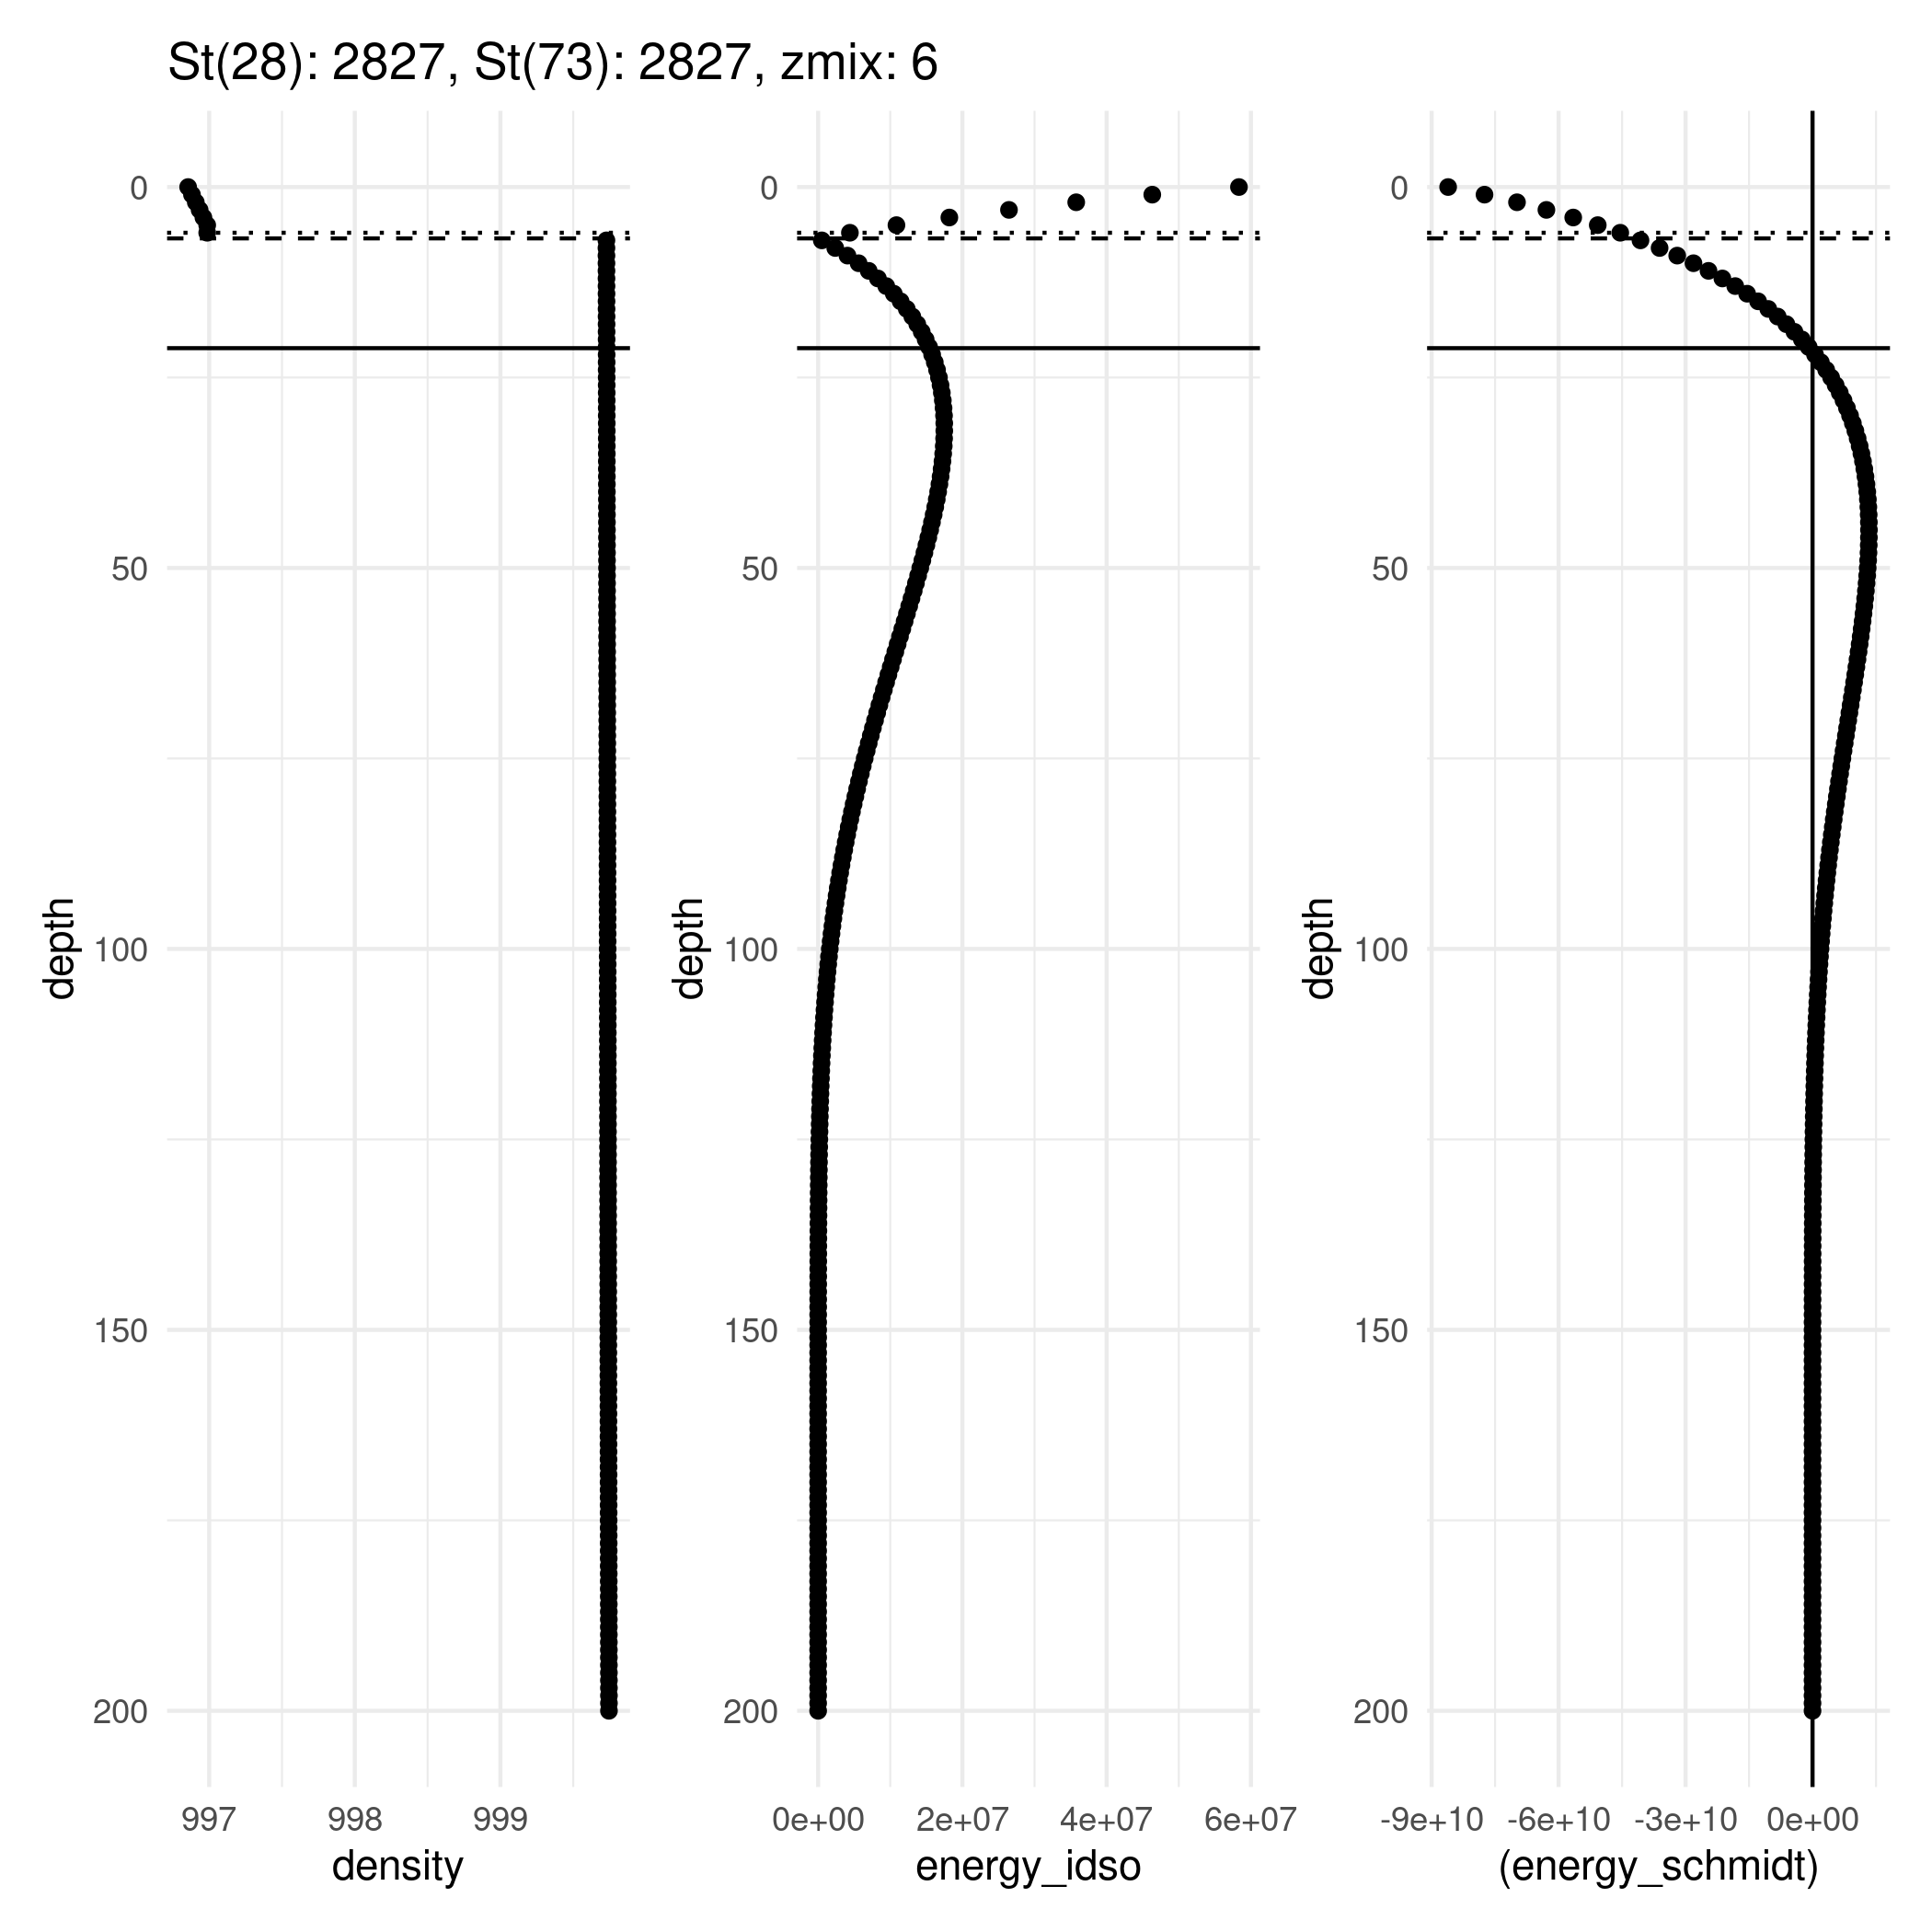 St(28): 2827, St(73): 2827, zmix: 6
0
50
100
150
200
depth
997 998 999
density
0
50
100
150
200
depth
0e+00 2e+07 4e+07 6e+07
energy_idso
0
50
100
150
200
depth
-9e+10 -6e+10 -3e+10 0e+00
(energy_schmidt)